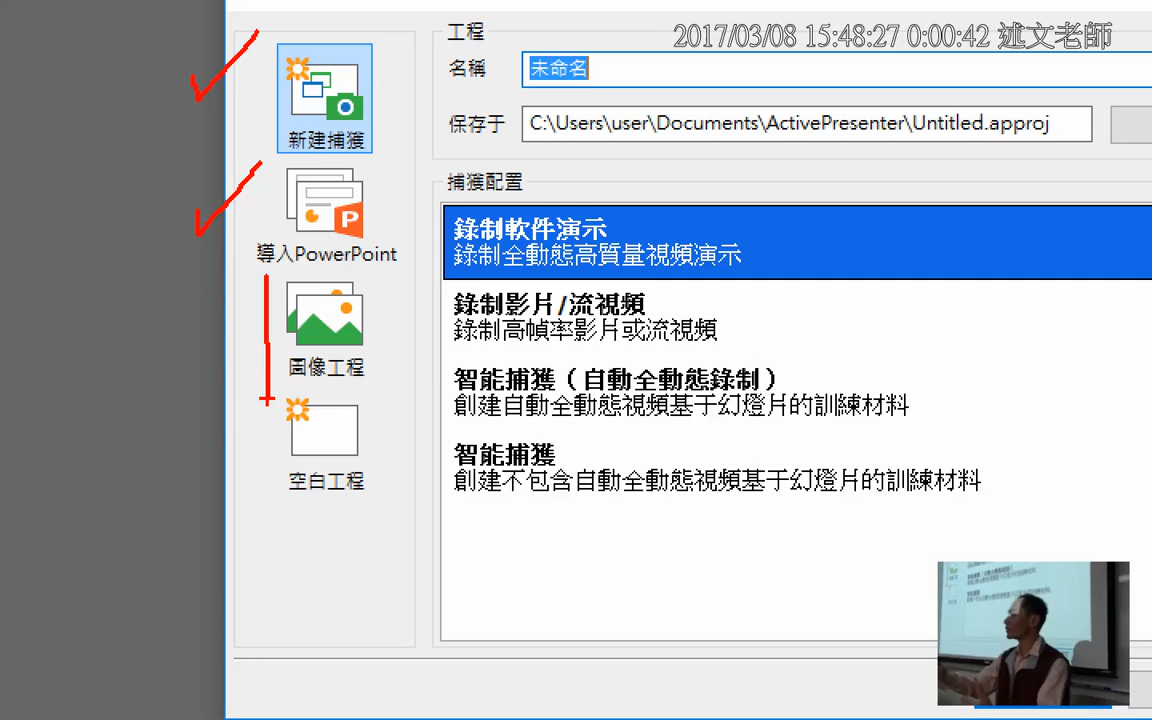 2017/03/08 15:48:27 0:00:42 述文老師
新建捕獲
導入PowerPoint
圖像工程
空白工程
工程
名稱
未命名
保存于
C:\Users\user\Documents\ActivePresenter\Untitled.approj
捕獲配置
錄制軟件演示
錄制全動態高質量視頻演示
錄制影片/流視頻
錄制高幀率影片或流視頻
智能捕獲（自動全動態錄制）
創建自動全動態視頻基于幻燈片的訓練材料
智能捕獲
創建不包含自動全動態視頻基于幻燈片的訓練材料